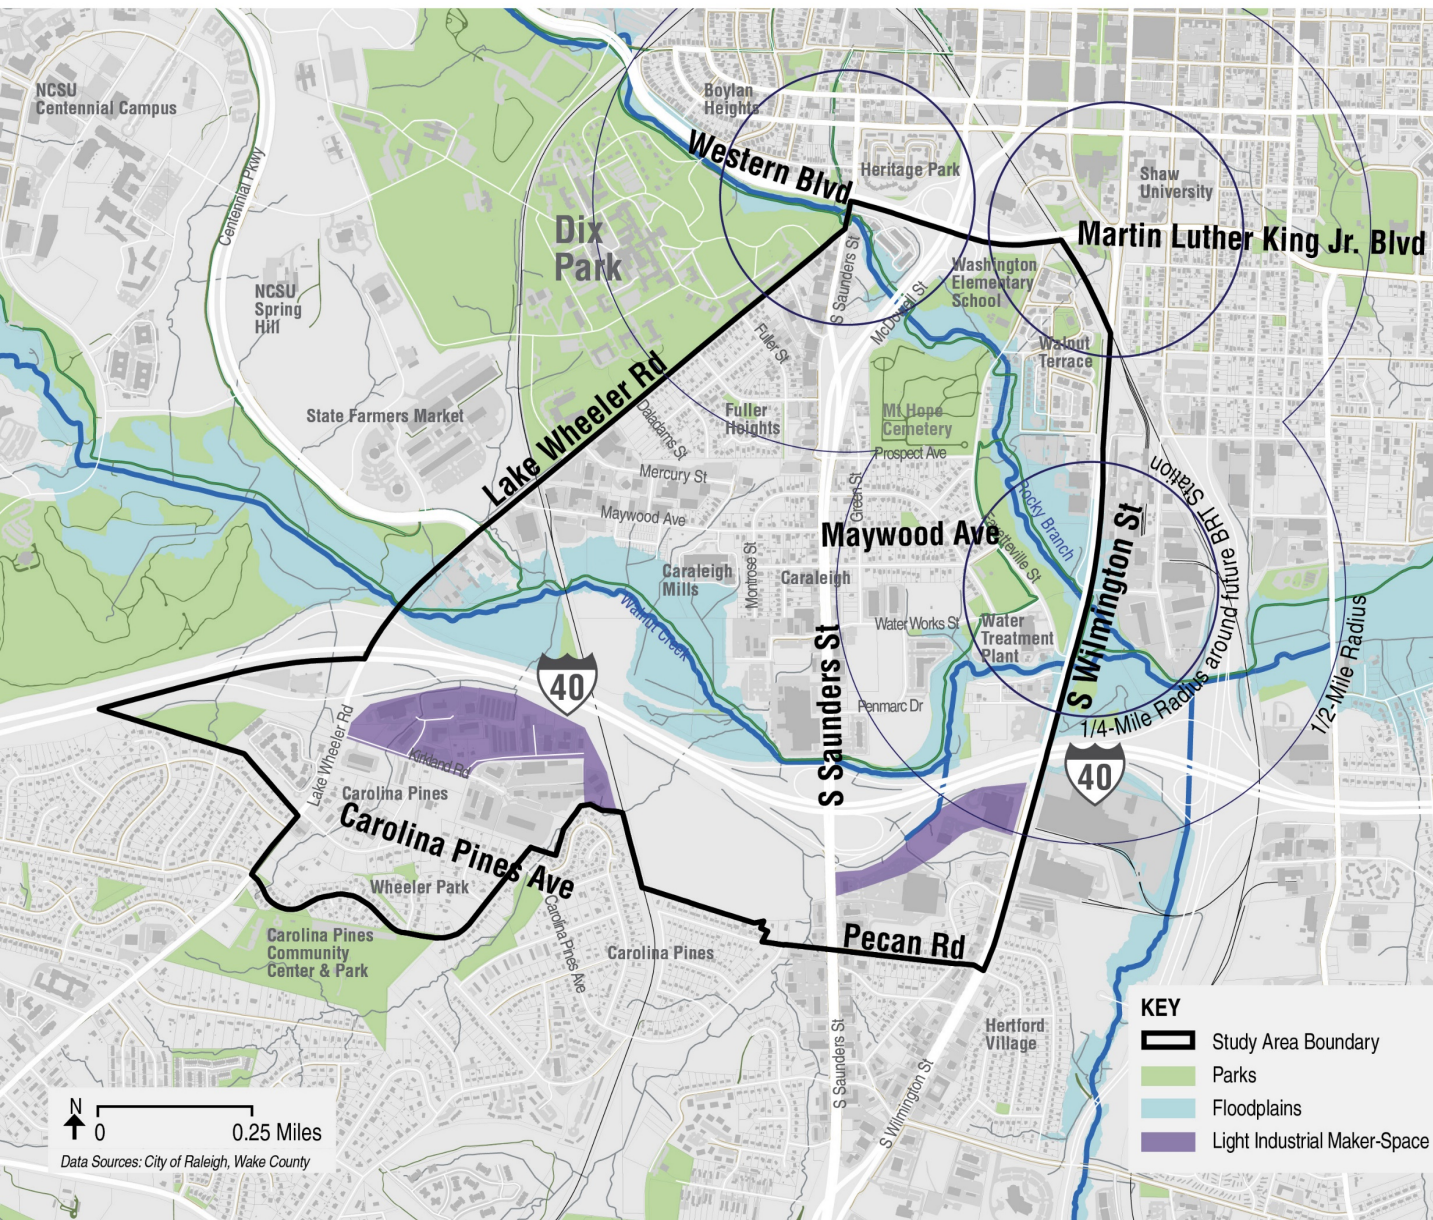 NCSU
Centennial Campus
Boylan
Heights
Western Blvd
Heritage Park
Shaw
University
Centennial Pkwy
Dix
Park
Martin Luther King Jr. Blvd
S Saunders St
Washington
Elementary
School
NCSU
Spring
Hill
McDowell St
Fuller St
Walnut
Terrace
Lake Wheeler Rd
State Farmers Market
Daladams St
Fuller
Heights
Mt Hope
Cemetery
Prospect Ave
Mercury St
Green St
Maywood Ave
Maywood Ave
Rocky Branch
Fayetteville St
S Wilmington St
1/4-Mile Radius around future BRT Station
Caraleigh
Mills
Montrose St
Caraleigh
Walnut Creek
Water Works St
Water
Treatment
Plant
40
S Saunders St
Penmarc Dr
1/2-Mile Radius
Lake Wheeler Rd
Kirkland Rd
40
Carolina Pines
Carolina Pines Ave
Wheeler Park
Carolina Pines Ave
Carolina Pines
Community
Center & Park
Carolina Pines
Pecan Rd
S Saunders St
Hertford
Village
S Wilmington St
KEY
Study Area Boundary
Parks
Floodplains
Light Industrial Maker-Space
N
0 0.25 Miles
Data Sources: City of Raleigh, Wake County